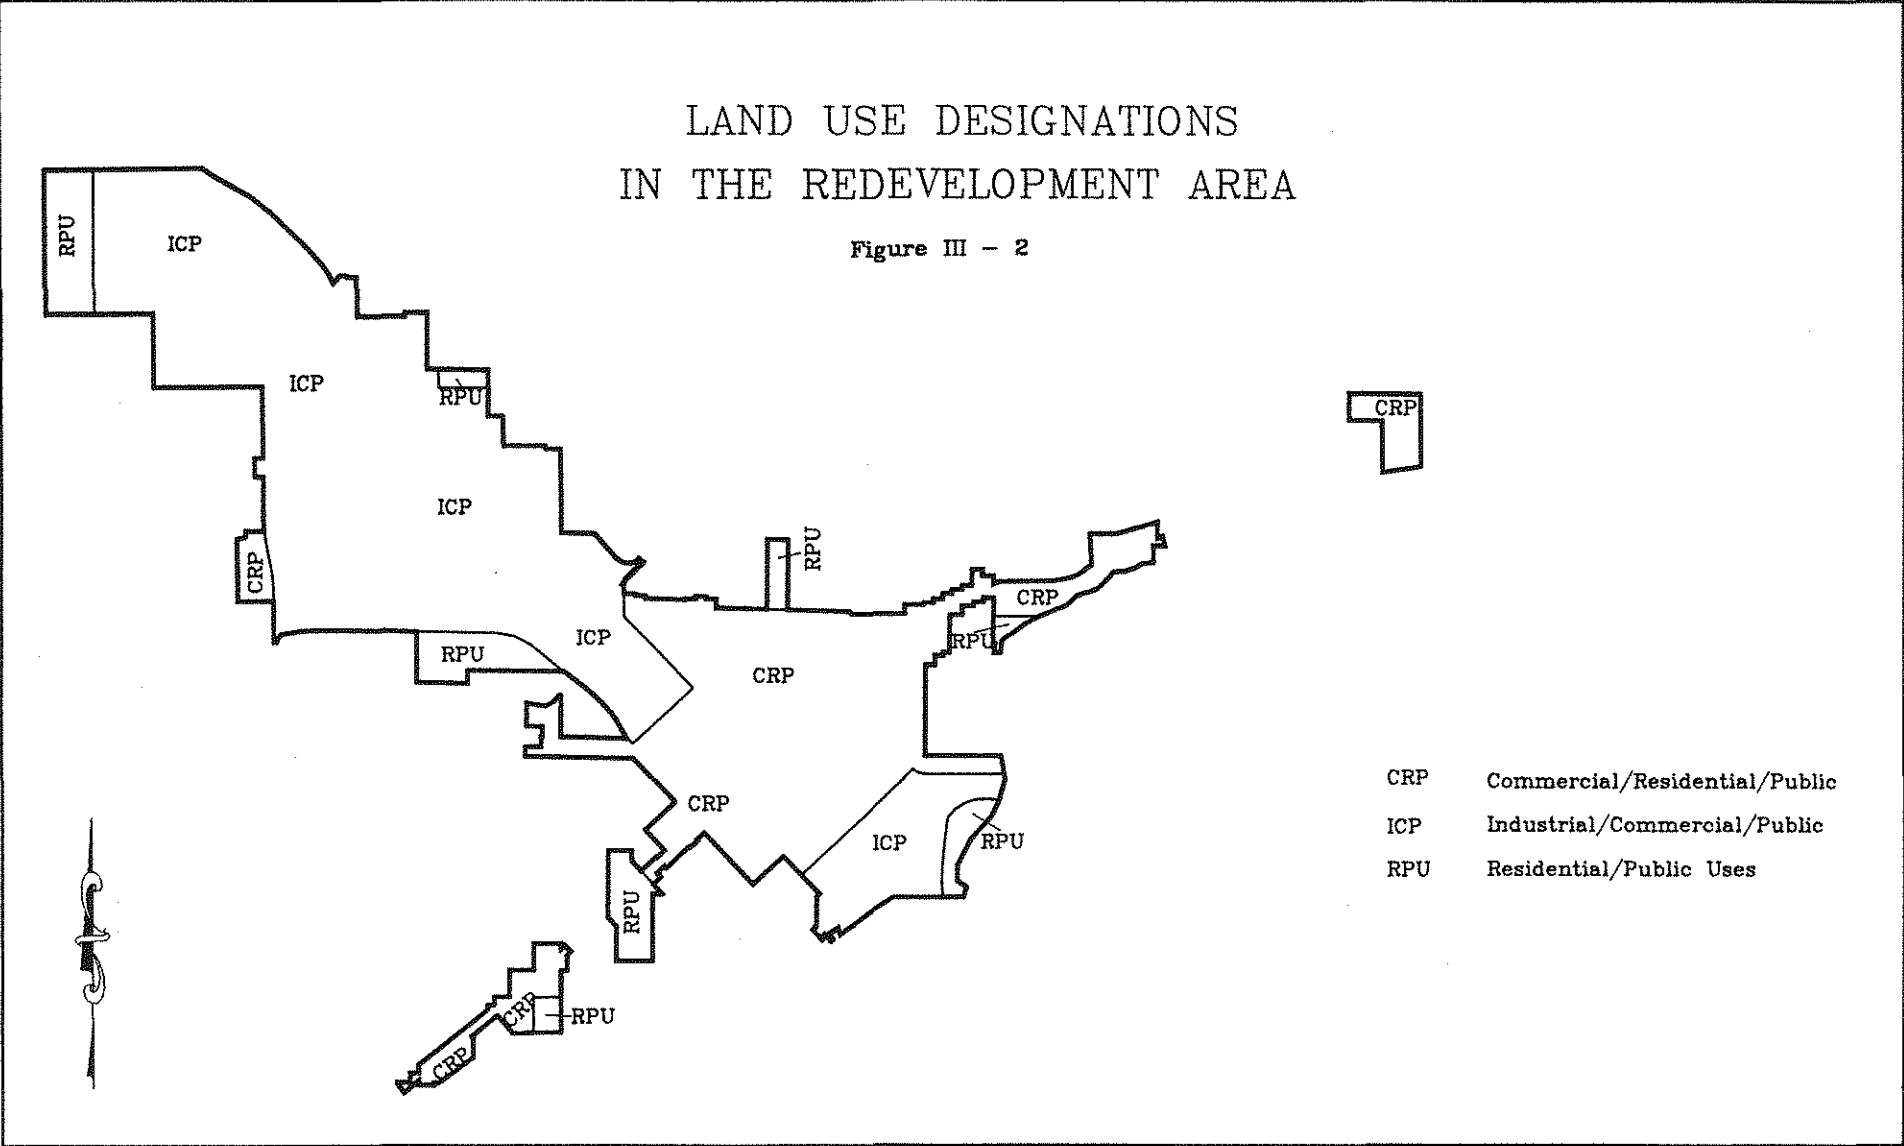 LAND USE DESIGNATIONS
IN THE REDEVELOPMENT AREA
Figure III - 2
RPU
ICP
ICP
RPU
CRP
ICP
RPU
CRP
CRP
ICP
RPU
RPU
CRP
CRP
ICP
RPU
RPU
CRP
RPU
CRP
CRP Commercial/Residential/Public
ICP Industrial/Commercial/Public
RPU Residential/Public Uses